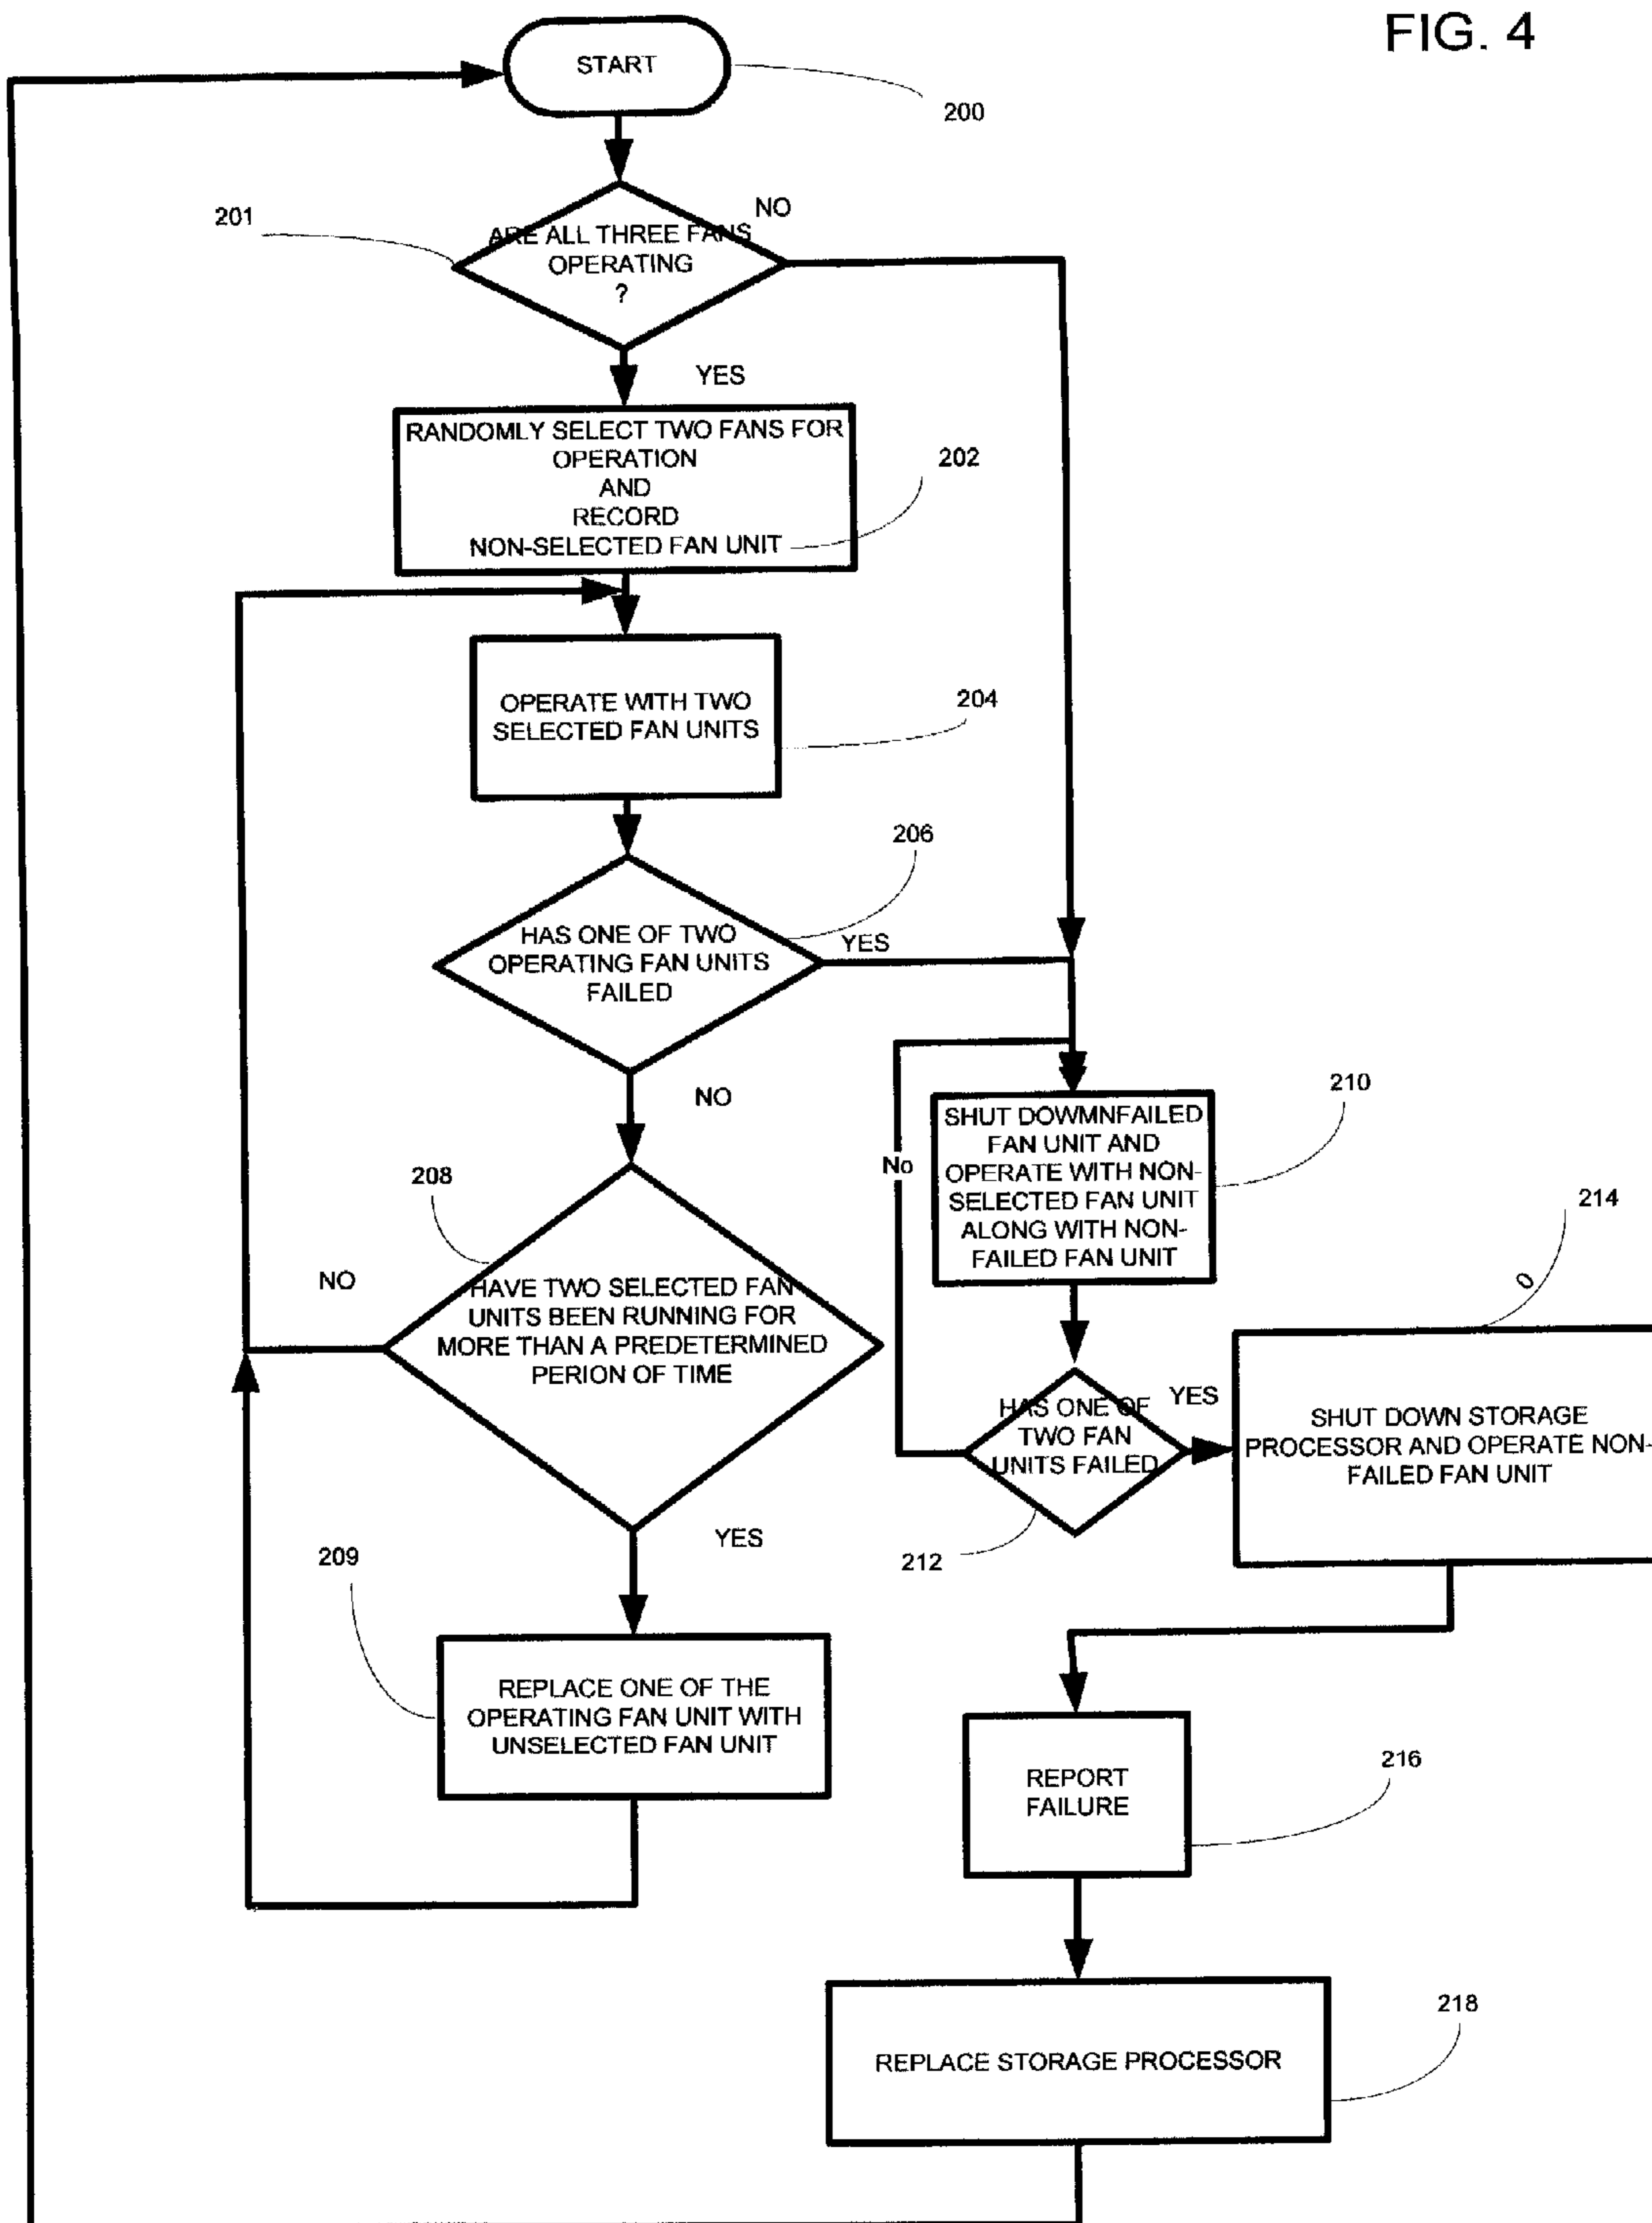 FIG. 4
START
200
201
NO
ARE ALL THREE FANS
OPERATING
?
YES
RANDOMLY SELECT TWO FANS FOR
OPERATION
AND
RECORD
NON-SELECTED FAN UNIT
202
OPERATE WITH TWO
SELECTED FAN UNITS
204
206
HAS ONE OF TWO
OPERATING FAN UNITS
FAILED
YES
NO
208
NO
HAVE TWO SELECTED FAN
UNITS BEEN RUNNING FOR
MORE THAN A PREDETERMINED
PERION OF TIME
YES
209
REPLACE ONE OF THE
OPERATING FAN UNIT WITH
UNSELECTED FAN UNIT
No
SHUT DOWMNFAILED
FAN UNIT AND
OPERATE WITH NON-
SELECTED FAN UNIT
ALONG WITH NON-
FAILED FAN UNIT
210
HAS ONE OF
TWO FAN
UNITS FAILED
YES
212
214
0
SHUT DOWN STORAGE
PROCESSOR AND OPERATE NON-
FAILED FAN UNIT
REPORT
FAILURE
216
REPLACE STORAGE PROCESSOR
218